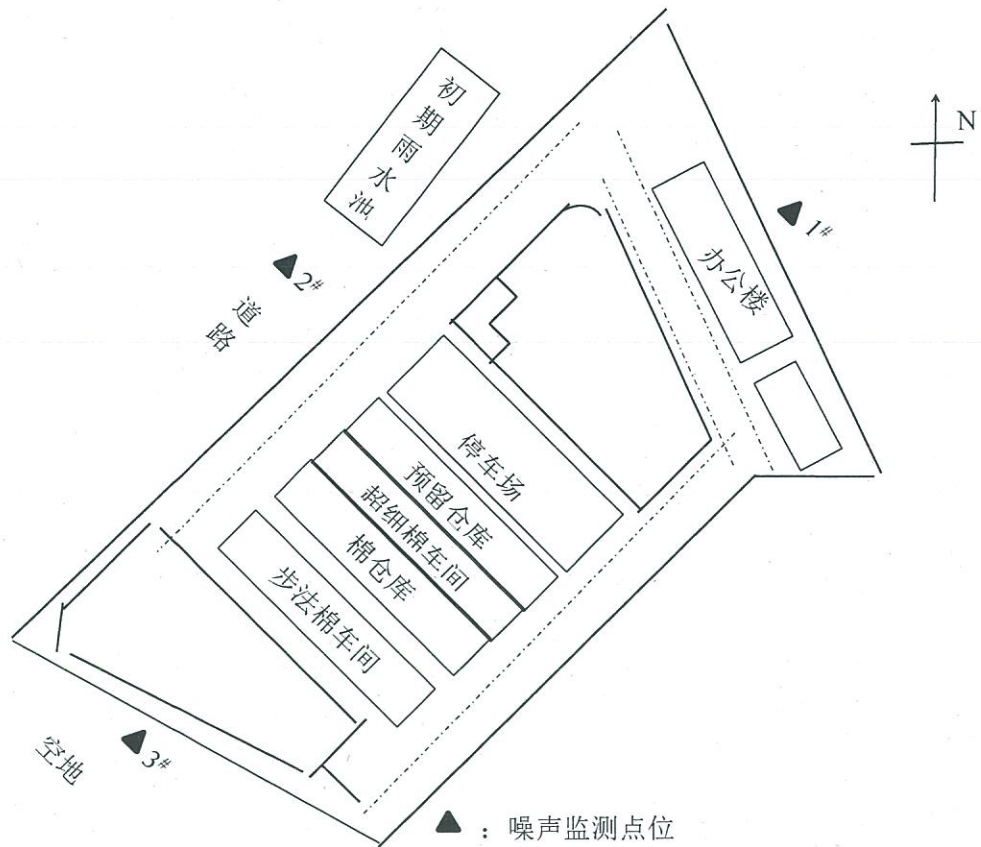 初期雨水池
N
1#
办公楼
2#
道路
停车场
预留仓库
超细棉车间
棉仓库
步法棉车间
空地
3#
▲：噪声监测点位